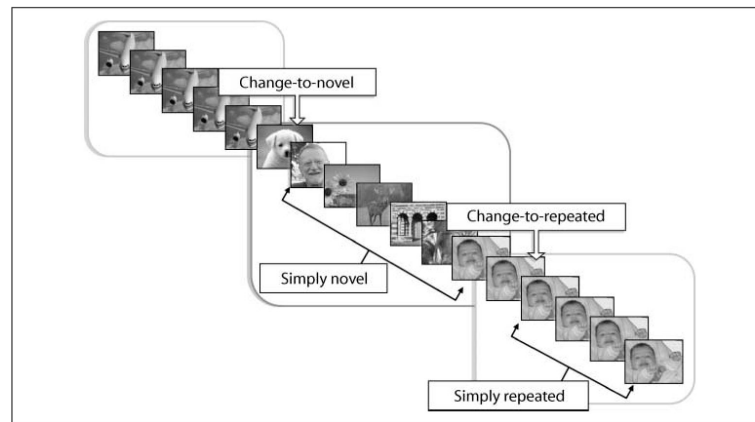 Change-to-novel
Change-to-repeated
Simply novel
Simply repeated